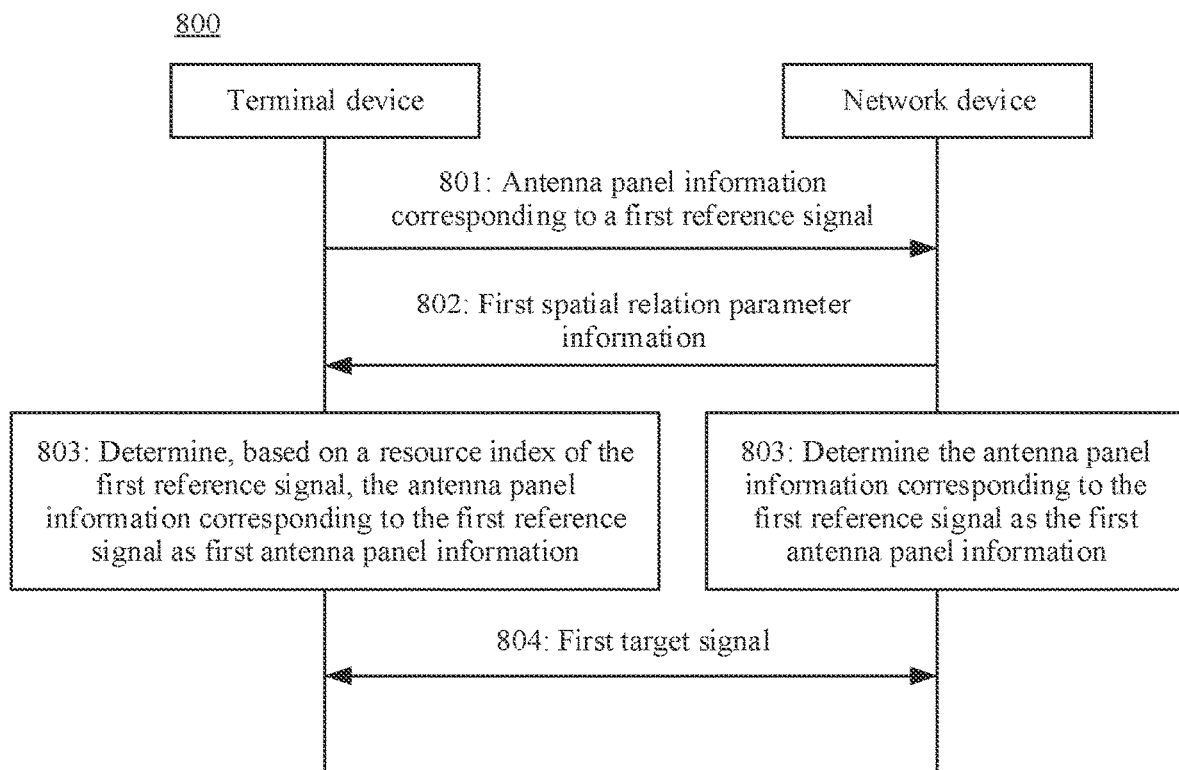 800
Terminal device
Network device
801: Antenna panel information
corresponding to a first reference signal
802: First spatial relation parameter
information
803: Determine, based on a resource index of the
first reference signal, the antenna panel
information corresponding to the first reference
signal as first antenna panel information
803: Determine the antenna panel
information corresponding to the
first reference signal as the first
antenna panel information
804: First target signal